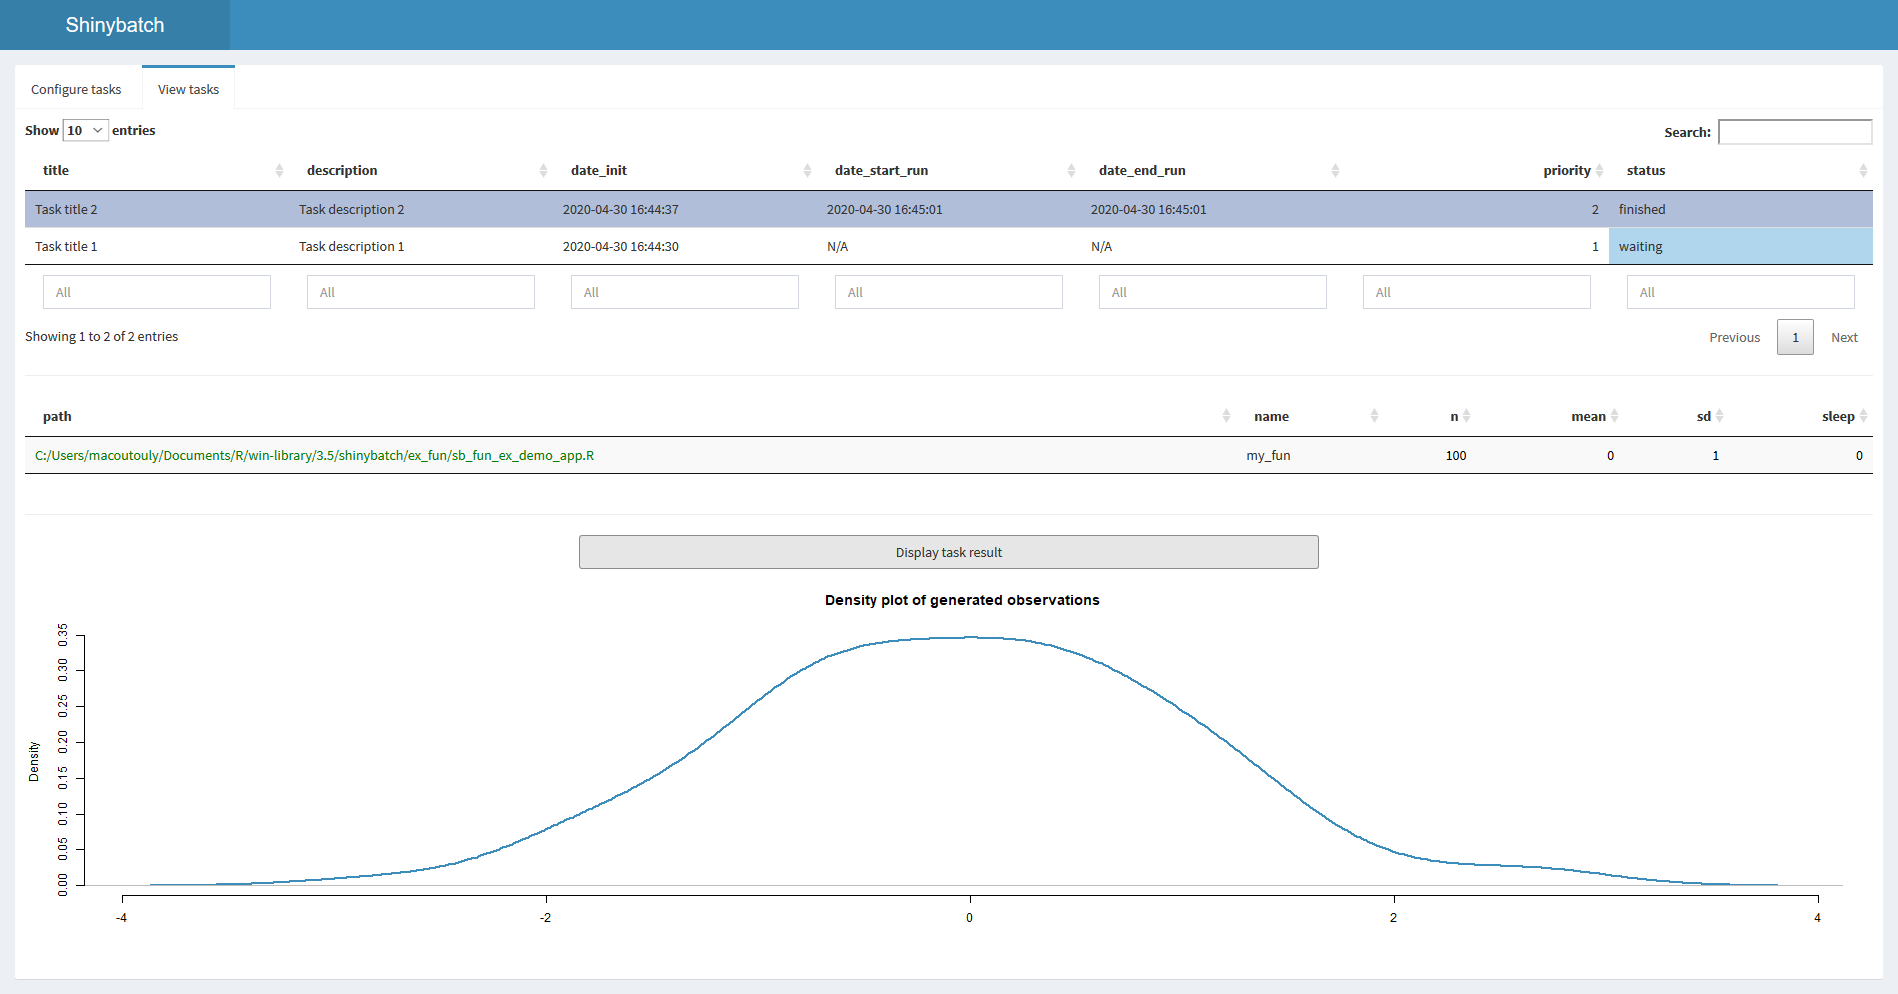 Shinybatch
Configure tasks View tasks
Show 10 entries Search:
title description date_init date_start_run date_end_run priority status
Task title 2 Task description 2 2020-04-30 16:44:37 2020-04-30 16:45:01 2020-04-30 16:45:01 2 finished
Task title 1 Task description 1 2020-04-30 16:44:30 N/A N/A 1 waiting
All All All All All All All
Showing 1 to 2 of 2 entries Previous 1 Next
path name n mean sd sleep
C:/Users/macoutouly/Documents/R/win-library/3.5/shinybatch/ex_fun/sb_fun_ex_demo_app.R my_fun 100 0 1 0
Display task result
Density plot of generated observations
Density
0.35
0.30
0.25
0.20
0.15
0.10
0.05
0.00
-4 -2 0 2 4